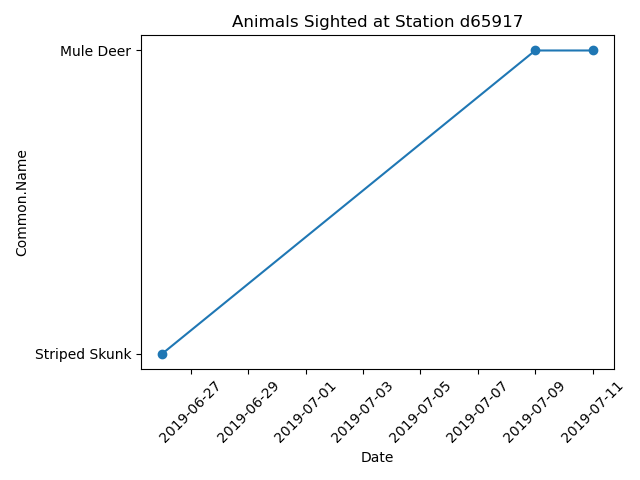 Animals Sighted at Station d65917
Mule Deer
Common.Name
Striped Skunk
2019-06-27
2019-06-29
2019-07-01
2019-07-03
2019-07-05
2019-07-07
2019-07-09
2019-07-11
Date